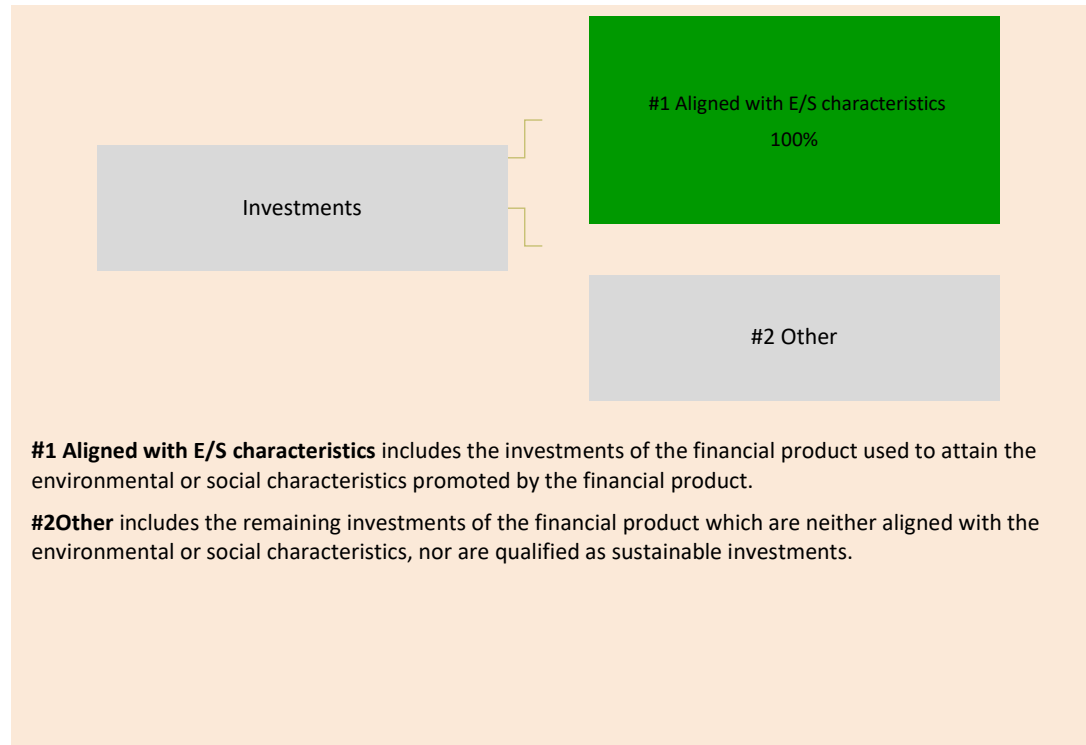 #1 Aligned with E/S characteristics
100%
Investments
#2 Other
#1 Aligned with E/S characteristics includes the investments of the financial product used to attain the
environmental or social characteristics promoted by the financial product.
#2Other includes the remaining investments of the financial product which are neither aligned with the
environmental or social characteristics, nor are qualified as sustainable investments.